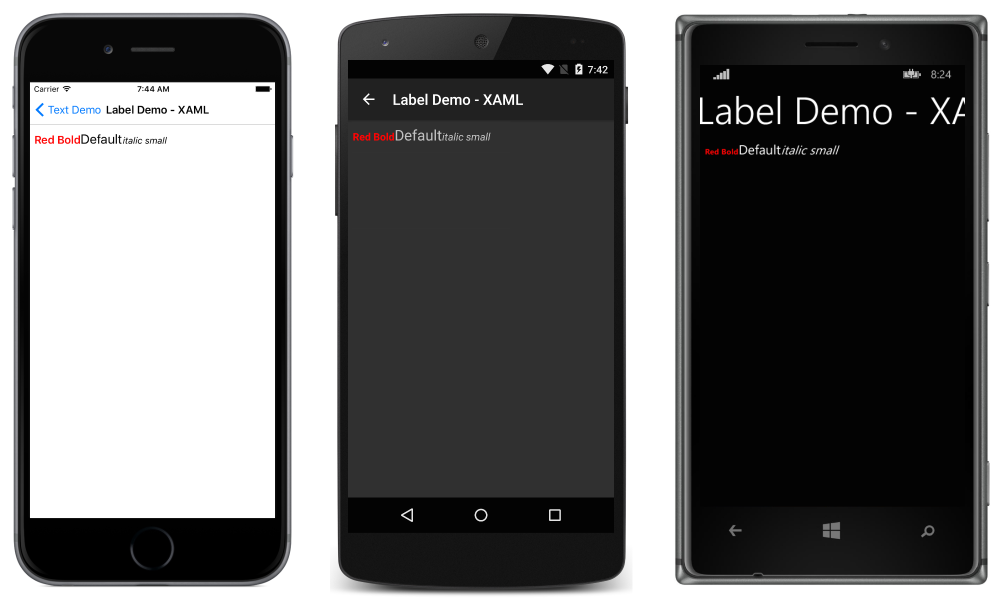 Carrier 7:44 AM
Text Demo Label Demo - XAML
Red BoldDefaultitalic small
7:42
Label Demo - XAML
Red BoldDefaultitalic small
8:24
Label Demo - XA
Red BoldDefaultitalic small